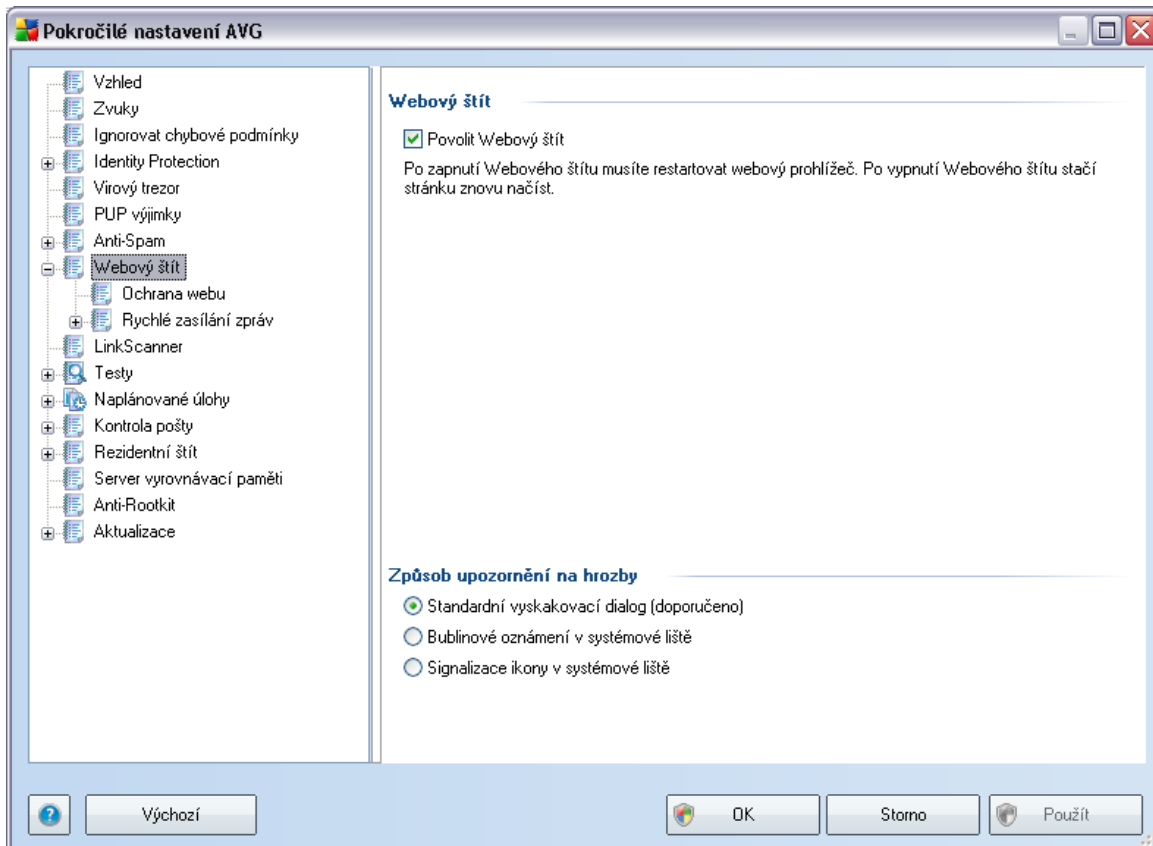 Pokročilé nastavení AVG
Vzhled
Zvuky
Ignorovat chybové podmínky
Identity Protection
Virový trezor
PUP výjimky
Anti-Spam
Webový štít
Ochrana webu
Rychlé zasílání zpráv
LinkScanner
Testy
Naplánované úlohy
Kontrola pošty
Rezidentní štít
Server vyrovnávací paměti
Anti-Rootkit
Aktualizace
Webový štít
Povolit Webový štít
Po zapnutí Webového štítu musíte restartovat webový prohlížeč. Po vypnutí Webového štítu stačí
stránku znovu načíst.
Způsob upozornění na hrozby
Standardní vyskakovací dialog (doporučeno)
Bublinové oznámení v systémové liště
Signalizace ikony v systémové liště
Výchozí
OK
Storno
Použít